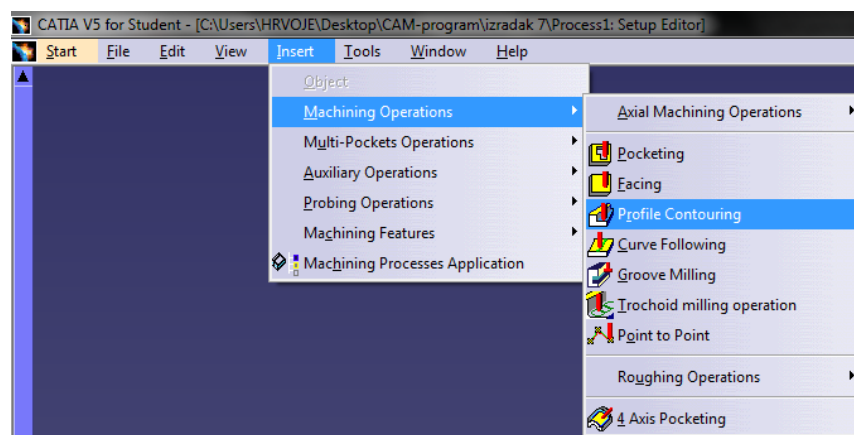 CATIA V5 for Student - [C:\Users\HRVOJE\Desktop\CAM-program\izradak 7\Process1: Setup Editor]
Start File Edit View Insert Tools Window Help
Object
Machining Operations
Multi-Pockets Operations
Auxiliary Operations
Probing Operations
Machining Features
Machining Processes Application
Axial Machining Operations
Pocketing
Facing
Profile Contouring
Curve Following
Groove Milling
Trochoid milling operation
Point to Point
Roughing Operations
4 Axis Pocketing